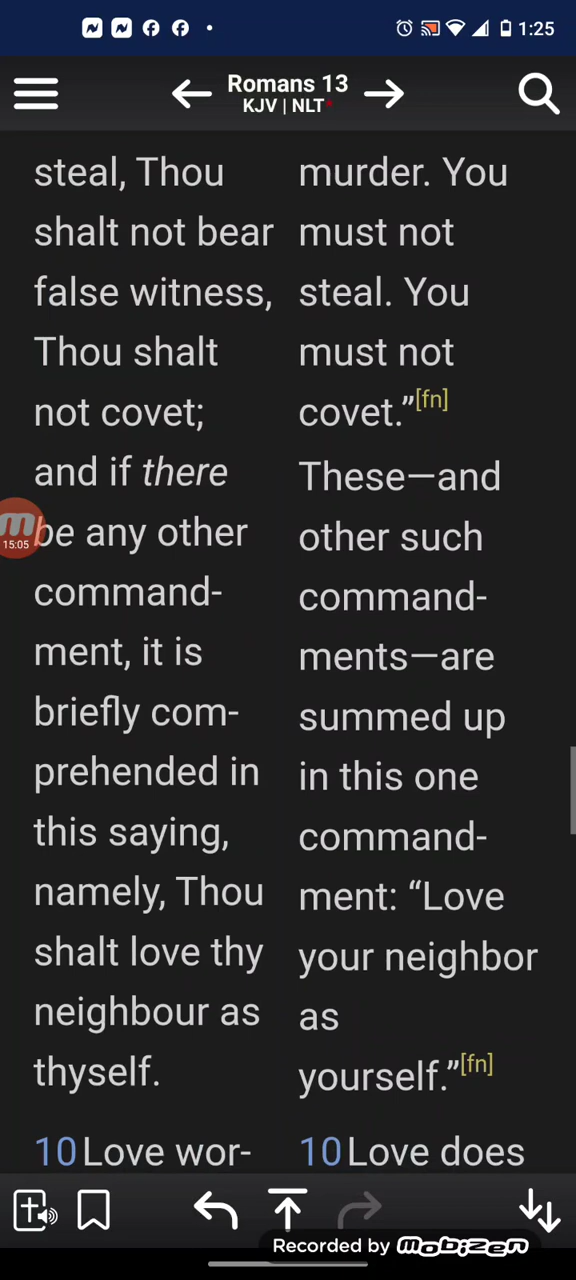 1:25
Romans 13
KJV | NLT*
steal, Thou
shalt not bear
false witness,
Thou shalt
not covet;
and if there
be any other
command-
ment, it is
briefly com-
prehended in
this saying,
namely, Thou
shalt love thy
neighbour as
thyself.
10 Love wor-
murder. You
must not
steal. You
must not
covet.”[fn]
These—and
other such
command-
ments—are
summed up
in this one
command-
ment: “Love
your neighbor
as
yourself.”[fn]
10 Love does
15:05
Recorded by mobizen